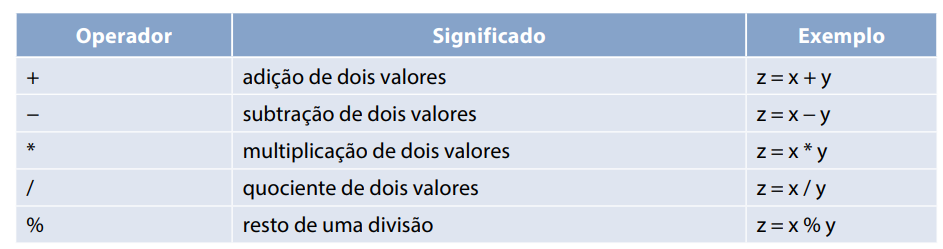 Operador Significado Exemplo
+ adição de dois valores z = x + y
– subtração de dois valores z = x – y
* multiplicação de dois valores z = x * y
/ quociente de dois valores z = x / y
% resto de uma divisão z = x % y